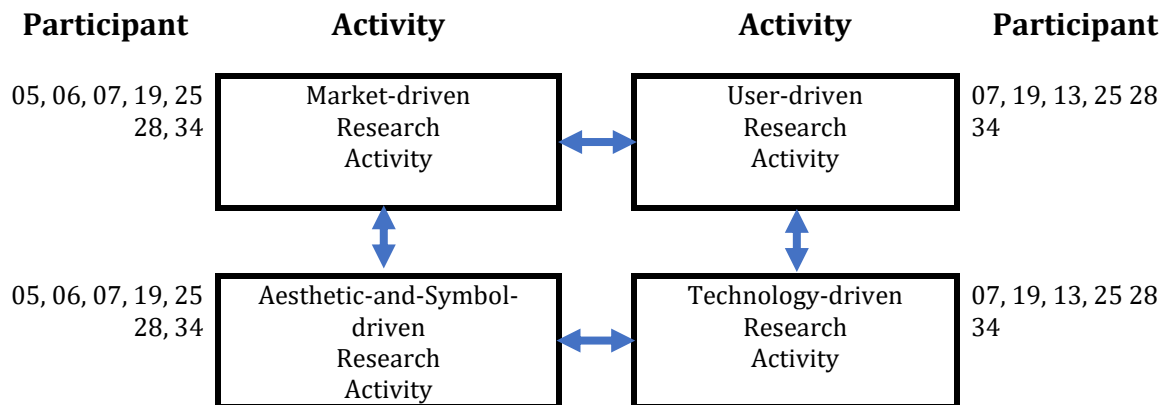 Participant
Activity
Activity
Participant
05, 06, 07, 19, 25
28, 34
Market-driven
Research
Activity
User-driven
Research
Activity
07, 19, 13, 25 28
34
05, 06, 07, 19, 25
28, 34
Aesthetic-and-Symbol-
driven
Research
Activity
Technology-driven
Research
Activity
07, 19, 13, 25 28
34